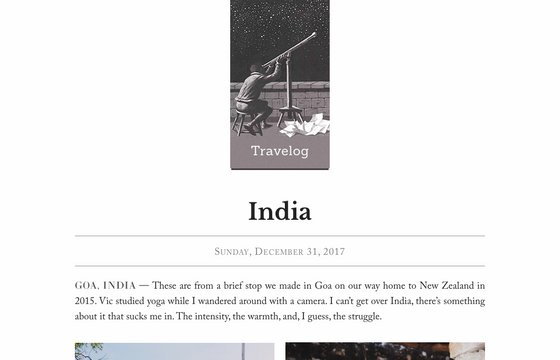 Travelog
India
Sunday, December 31, 2017
GOA, INDIA — These are from a brief stop we made in Goa on our way home to New Zealand in
2015. Vic studied yoga while I wandered around with a camera. I can't get over India, there's something
about it that sucks me in. The intensity, the warmth, and, I guess, the struggle.